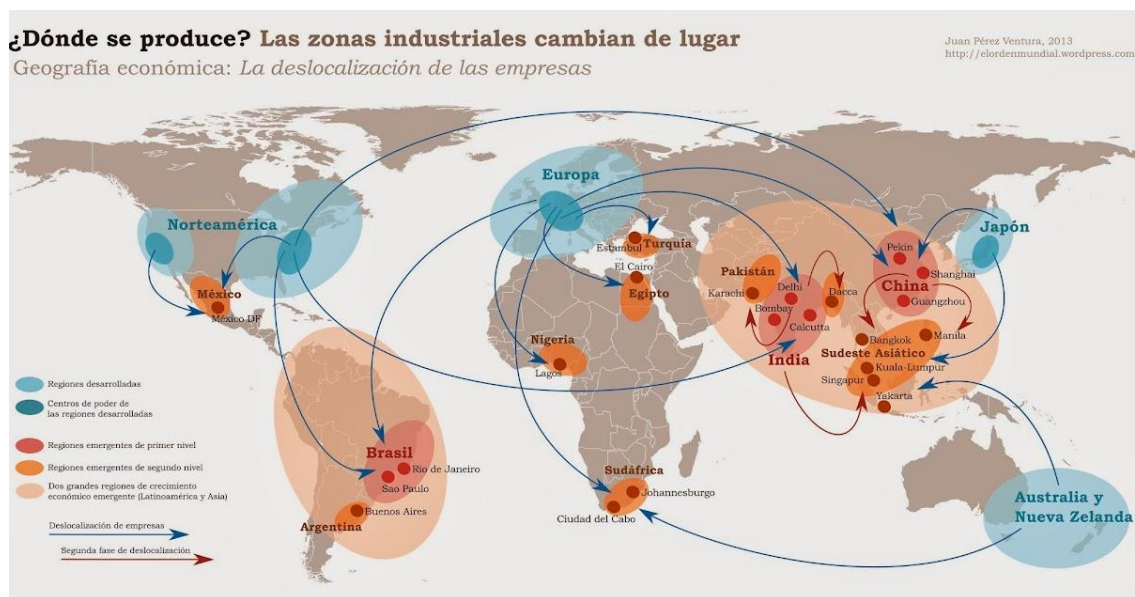 ¿Dónde se produce? Las zonas industriales cambian de lugar
Geografía económica: La deslocalización de las empresas
Juan Pérez Ventura, 2013
http://elordenmundial.wordpress.com
Norteamérica
México
México DF
Europa
Estambul
Turquía
El Cairo
Egipto
Nigeria
Lagos
Sudáfrica
Johannesburgo
Ciudad del Cabo
Brasil
Rio de Janeiro
Sao Paulo
Buenos Aires
Argentina
Pakistán
Karachi
Delhi
Bombay
Calcutta
India
Dacca
Pekín
Shanghai
China
Guangzhou
Japón
Manila
Bangkok
Sudeste Asiático
Kuala-Lumpur
Singapur
Yakarta
Australia y
Nueva Zelanda
Regiones desarrolladas
Centros de poder de
las regiones desarrolladas
Regiones emergentes de primer nivel
Regiones emergentes de segundo nivel
Dos grandes regiones de crecimiento
económico emergente (Latinoamérica y Asia)
Deslocalización de empresas
Segunda fase de deslocalización